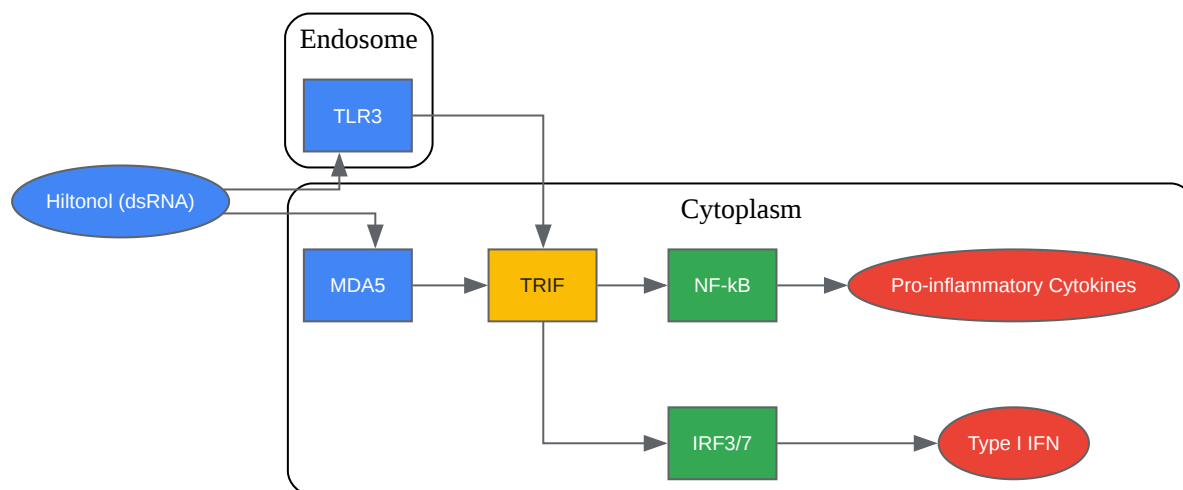 Endosome
TLR3
Hiltonol (dsRNA)
Cytoplasm
MDA5
TRIF
NF-kB
Pro-inflammatory Cytokines
IRF3/7
Type I IFN